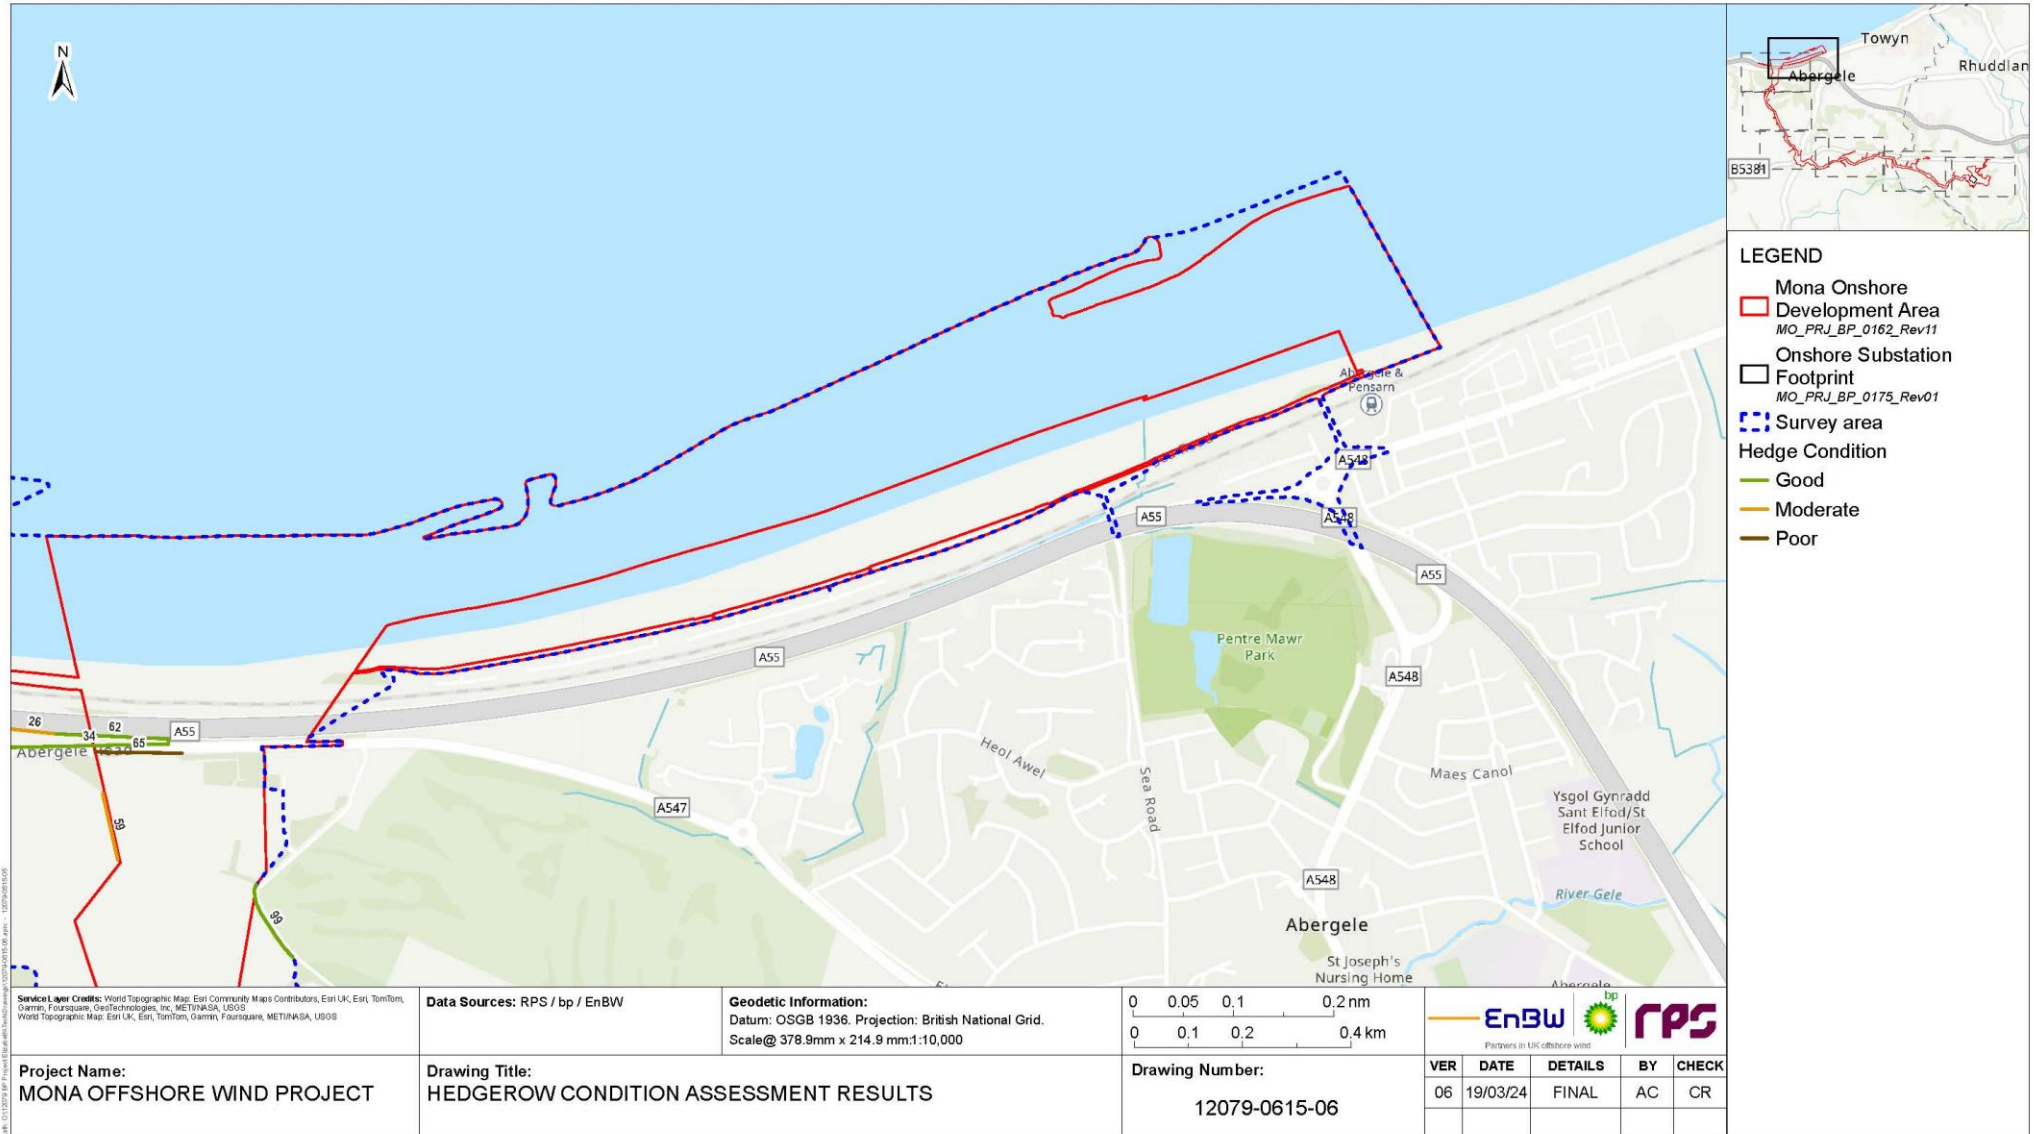 N
Towyn
Rhuddlan
Abergele
B5381
LEGEND
Mona Onshore
Development Area
MO_PRJ_BP_0162_Rev11
Onshore Substation
Footprint
MO_PRJ_BP_0175_Rev01
Survey area
Hedge Condition
Good
Moderate
Poor
Abergele &
Pensarn
A548
A55
A548
A55
Pentre Mawr
Park
A55
A548
26
62
34
65
A55
Abergele Road
Heol Awel
Sea Road
Maes Canol
59
A547
Ysgol Gynradd
Sant Elfod/St
Elfod Junior
School
A548
River Gele
99
Abergele
St Joseph's
Nursing Home
Abergele
Service Layer Credits: World Topographic Map: Esri Community Maps Contributors, Esri UK, Esri, TomTom,
Garmin, Foursquare, GeoTechnologies, Inc, METI/NASA, USGS
World Topographic Map: Esri UK, Esri, TomTom, Garmin, Foursquare, METI/NASA, USGS
Data Sources: RPS / bp / EnBW
Geodetic Information:
Datum: OSGB 1936. Projection: British National Grid.
Scale@ 378.9mm x 214.9 mm:1:10,000
0 0.05 0.1 0.2 nm
0 0.1 0.2 0.4 km
EnBW bp rps
Partners in UK offshore wind
Project Name:
MONA OFFSHORE WIND PROJECT
Drawing Title:
HEDGEROW CONDITION ASSESSMENT RESULTS
Drawing Number:
12079-0615-06
VER DATE DETAILS BY CHECK
06 19/03/24 FINAL AC CR